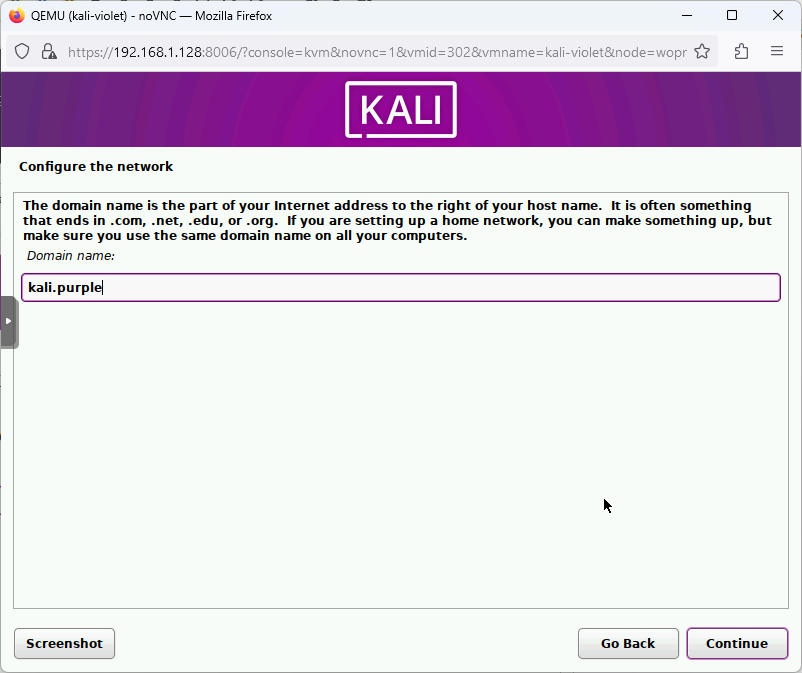 QEMU (kali-violet) - noVNC — Mozilla Firefox
https://192.168.1.128:8006/?console=kvm&novnc=1&vmid=302&vmname=kali-violet&node=wopr
KALI
Configure the network
The domain name is the part of your Internet address to the right of your host name.  It is often something
that ends in .com, .net, .edu, or .org.  If you are setting up a home network, you can make something up, but
make sure you use the same domain name on all your computers.
Domain name:
kali.purple
Screenshot
Go Back
Continue